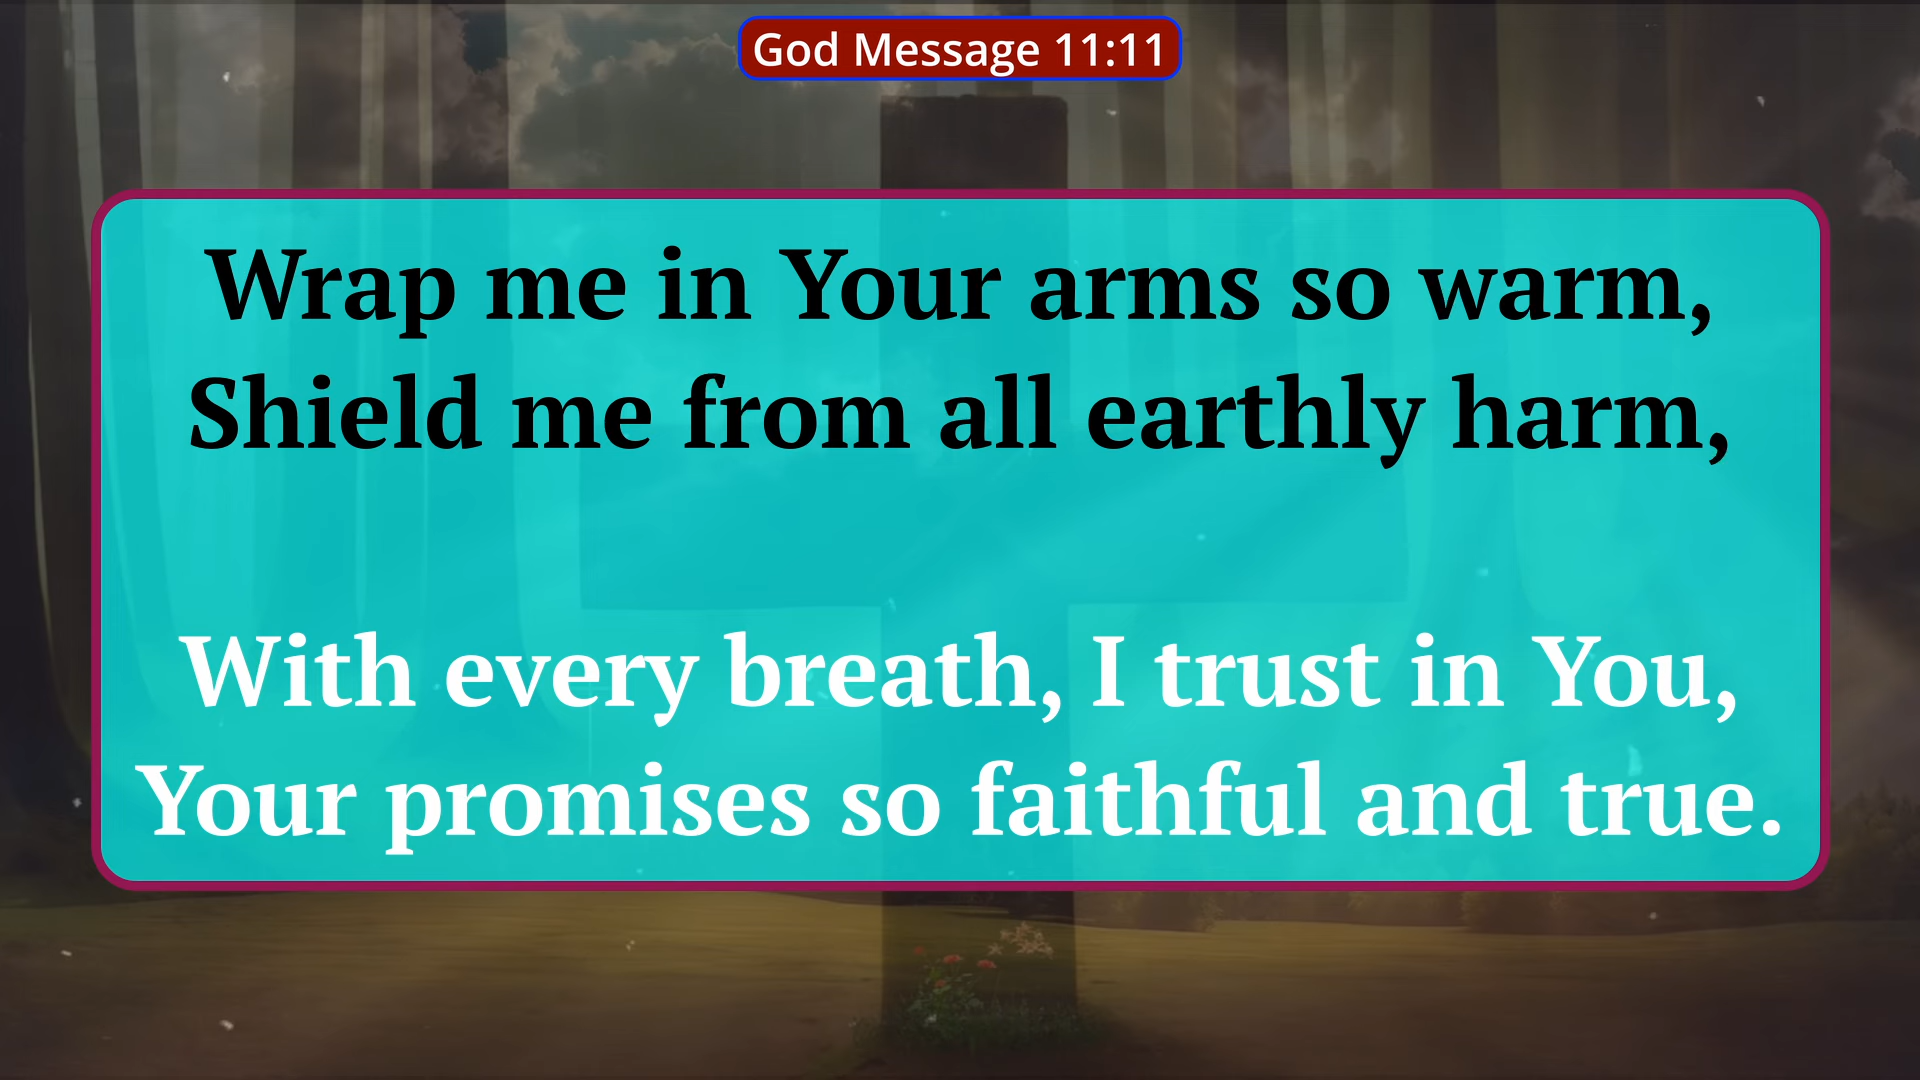 God Message 11:11
Wrap me in Your arms so warm,
Shield me from all earthly harm,
With every breath, I trust in You,
Your promises so faithful and true.